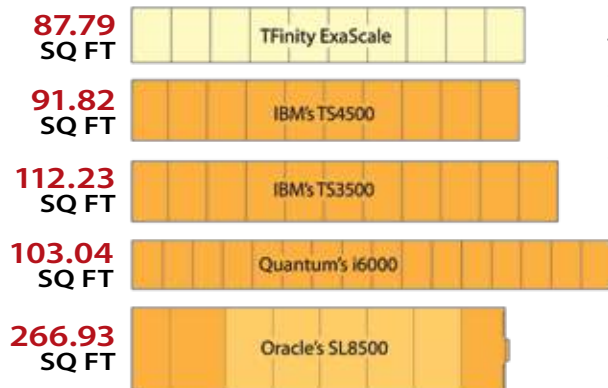 87.79
SQ FT
TFinity ExaScale
91.82
SQ FT
IBM's TS4500
112.23
SQ FT
IBM's TS3500
103.04
SQ FT
Quantum's i6000
266.93
SQ FT
Oracle's SL8500